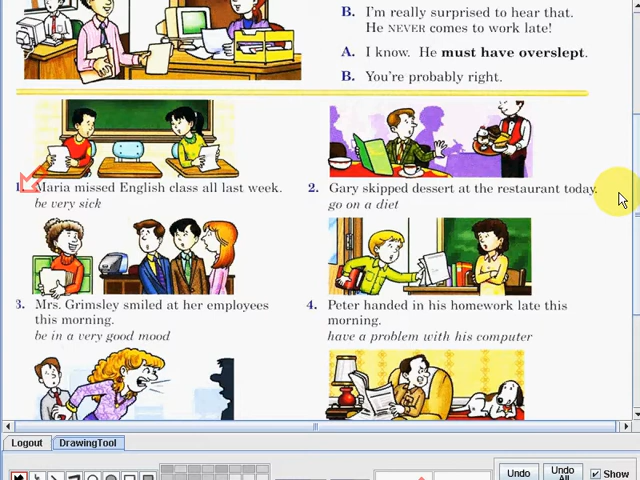 B. I'm really surprised to hear that.
He NEVER comes to work late!
A. I know. He must have overslept.
B. You're probably right.
1. Maria missed English class all last week.
be very sick
2. Gary skipped dessert at the restaurant today.
go on a diet
3. Mrs. Grimsley smiled at her employees
this morning.
be in a very good mood
4. Peter handed in his homework late this
morning.
have a problem with his computer
Logout
DrawingTool
Undo
Undo
All
Show